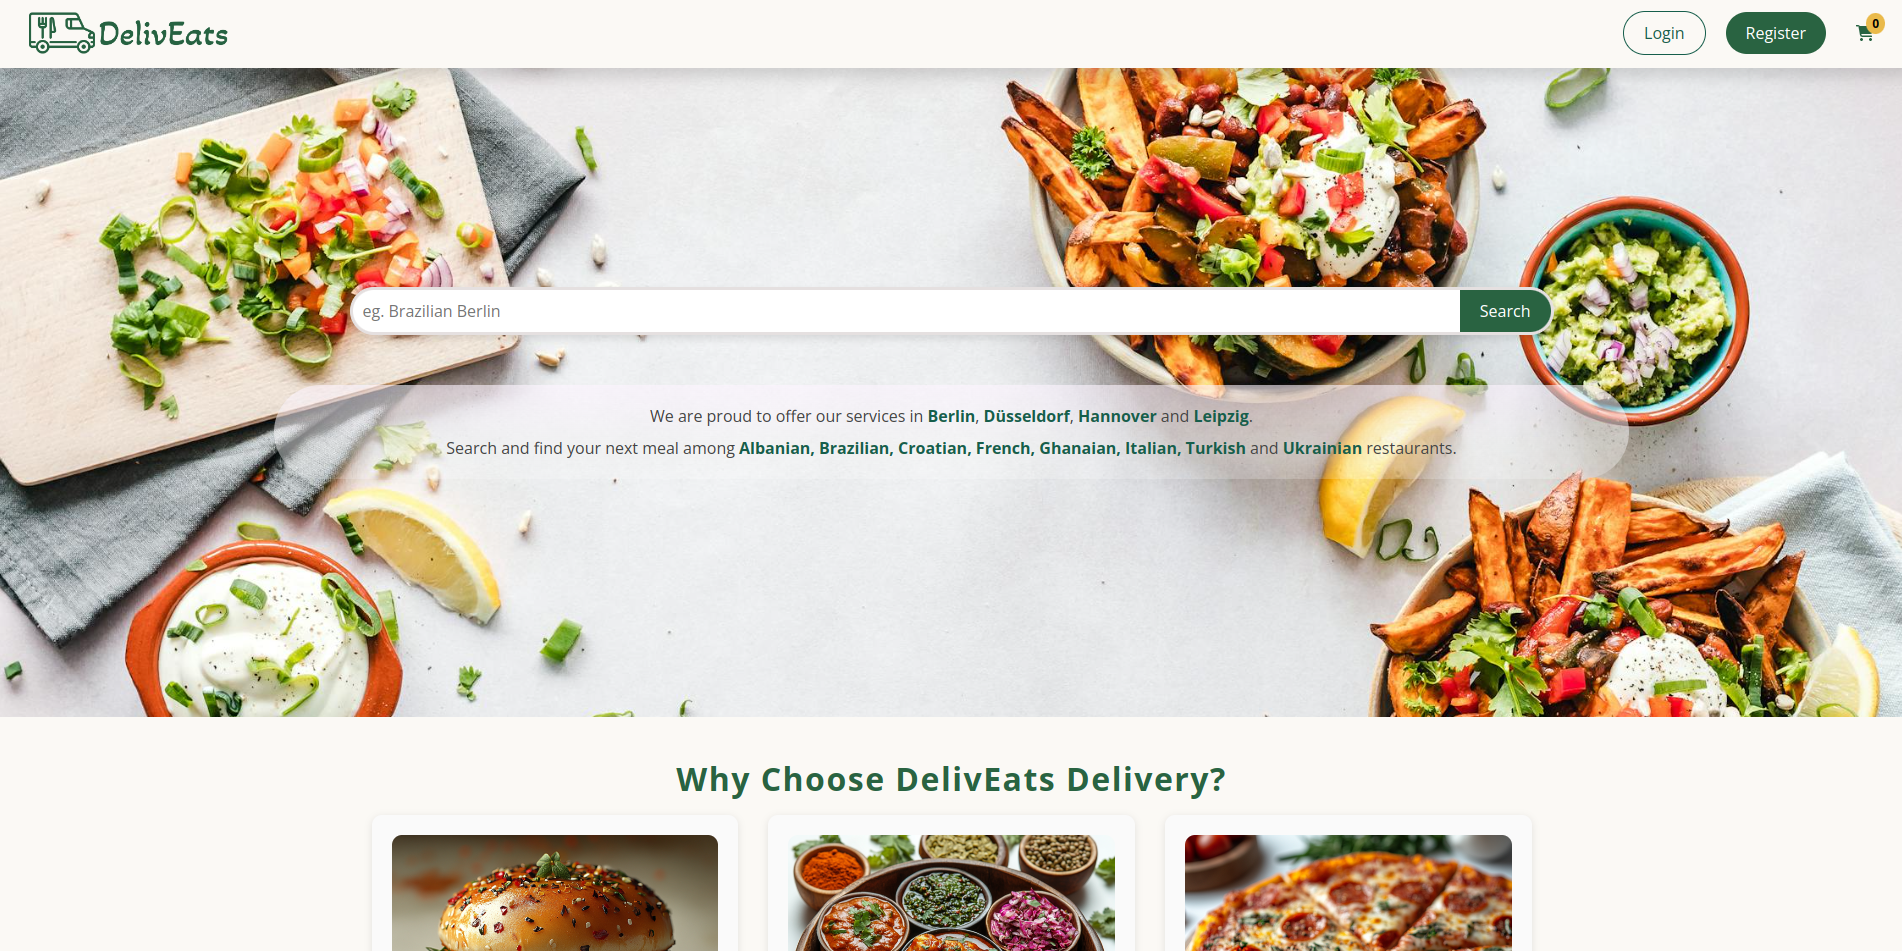 DelivEats
Login
Register
0
eg. Brazilian Berlin
Search
We are proud to offer our services in Berlin, Düsseldorf, Hannover and Leipzig.
Search and find your next meal among Albanian, Brazilian, Croatian, French, Ghanaian, Italian, Turkish and Ukrainian restaurants.
Why Choose DelivEats Delivery?